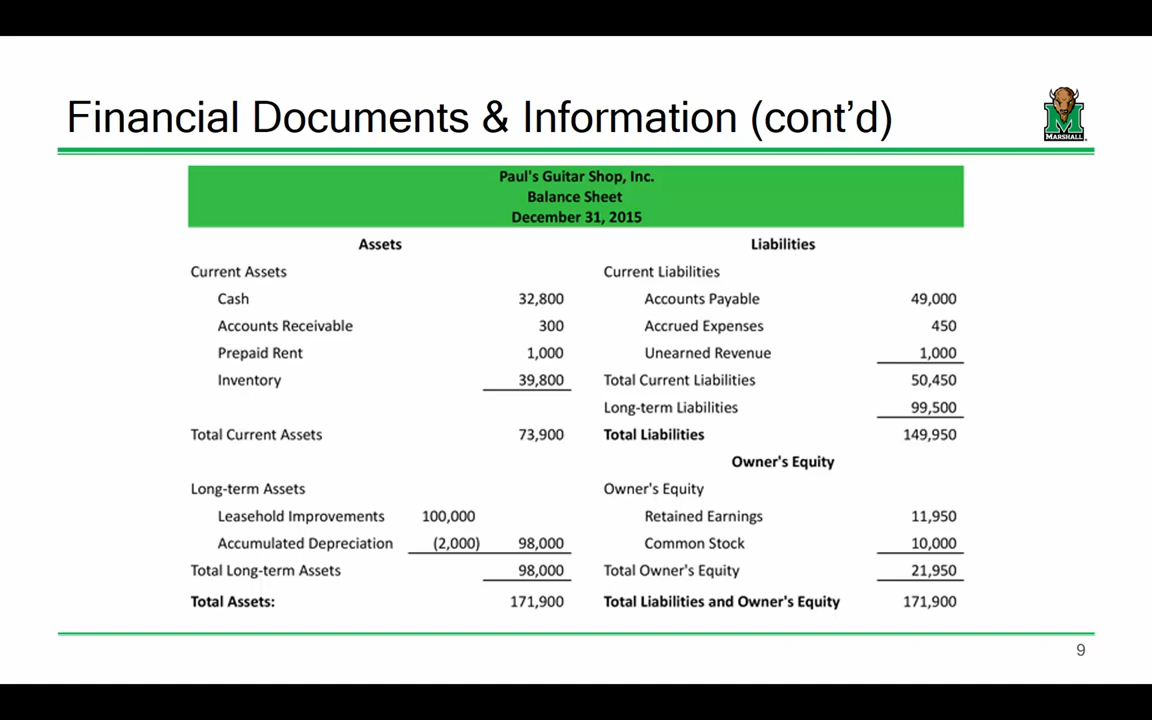 Financial Documents & Information (cont’d)
MARSHALL
Paul's Guitar Shop, Inc.
Balance Sheet
December 31, 2015
Assets Liabilities
Current Assets Current Liabilities
Cash 32,800 Accounts Payable 49,000
Accounts Receivable 300 Accrued Expenses 450
Prepaid Rent 1,000 Unearned Revenue 1,000
Inventory 39,800 Total Current Liabilities 50,450
Long-term Liabilities 99,500
Total Current Assets 73,900 Total Liabilities 149,950
Owner's Equity
Long-term Assets Owner's Equity
Leasehold Improvements 100,000 Retained Earnings 11,950
Accumulated Depreciation (2,000) 98,000 Common Stock 10,000
Total Long-term Assets 98,000 Total Owner's Equity 21,950
Total Assets: 171,900 Total Liabilities and Owner's Equity 171,900
9